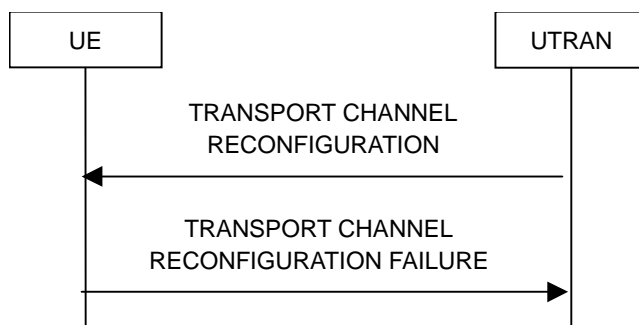 UE
UTRAN
TRANSPORT CHANNEL
RECONFIGURATION
TRANSPORT CHANNEL
RECONFIGURATION FAILURE